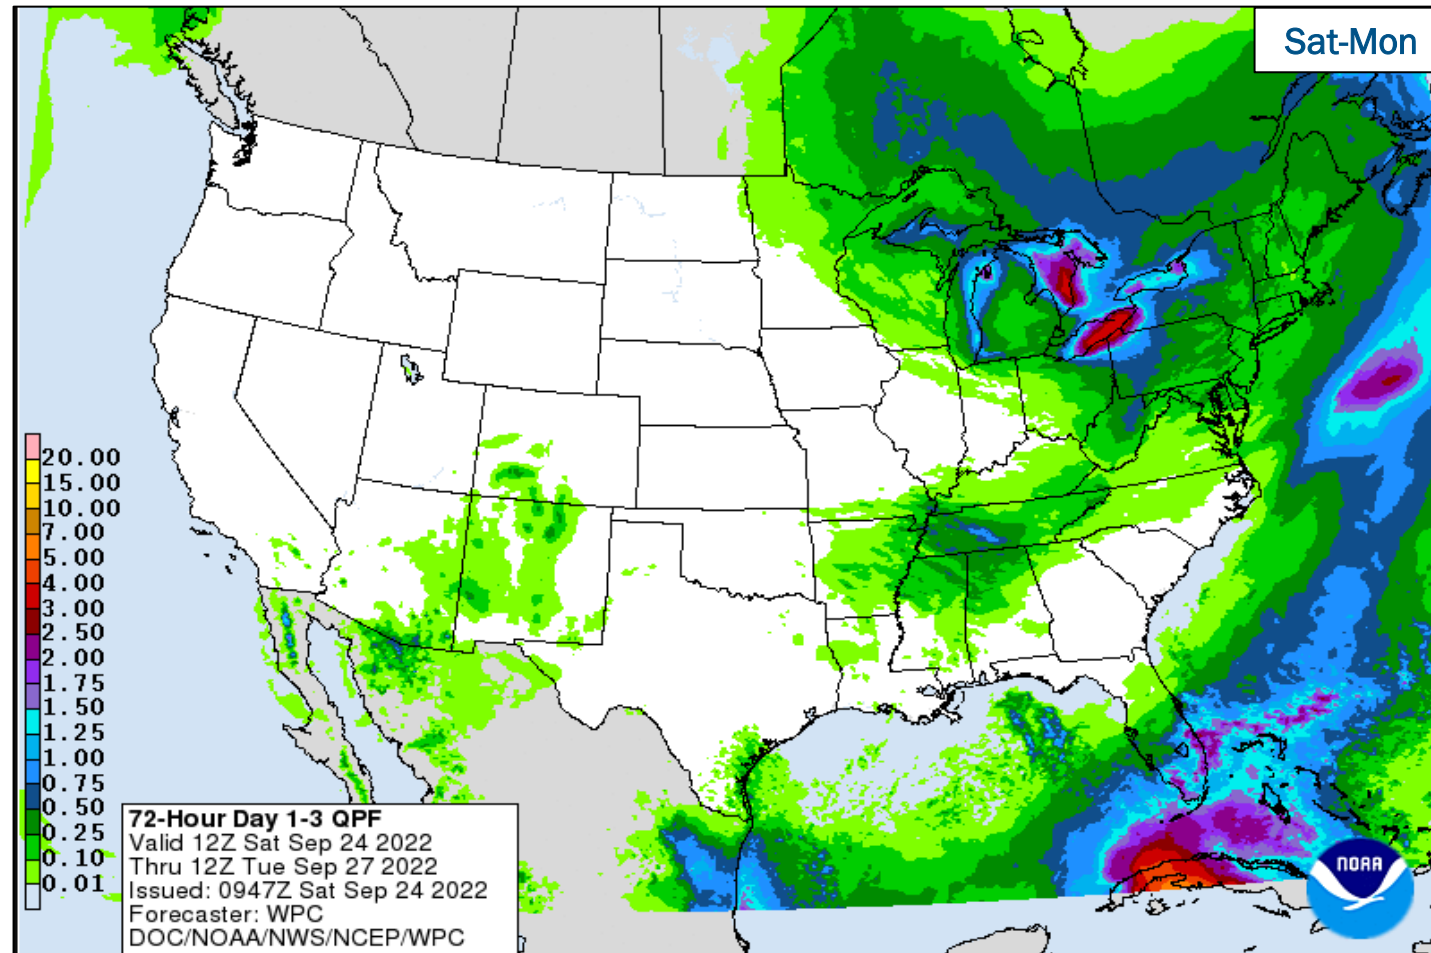 Sat-Mon
20.00
15.00
10.00
7.00
5.00
4.00
3.00
2.50
2.00
1.75
1.50
1.25
1.00
0.75
0.50
0.25
0.10
0.01
72-Hour Day 1-3 QPF
Valid 12Z Sat Sep 24 2022
Thru 12Z Tue Sep 27 2022
Issued: 0947Z Sat Sep 24 2022
Forecaster: WPC
DOC/NOAA/NWS/NCEP/WPC
NOAA